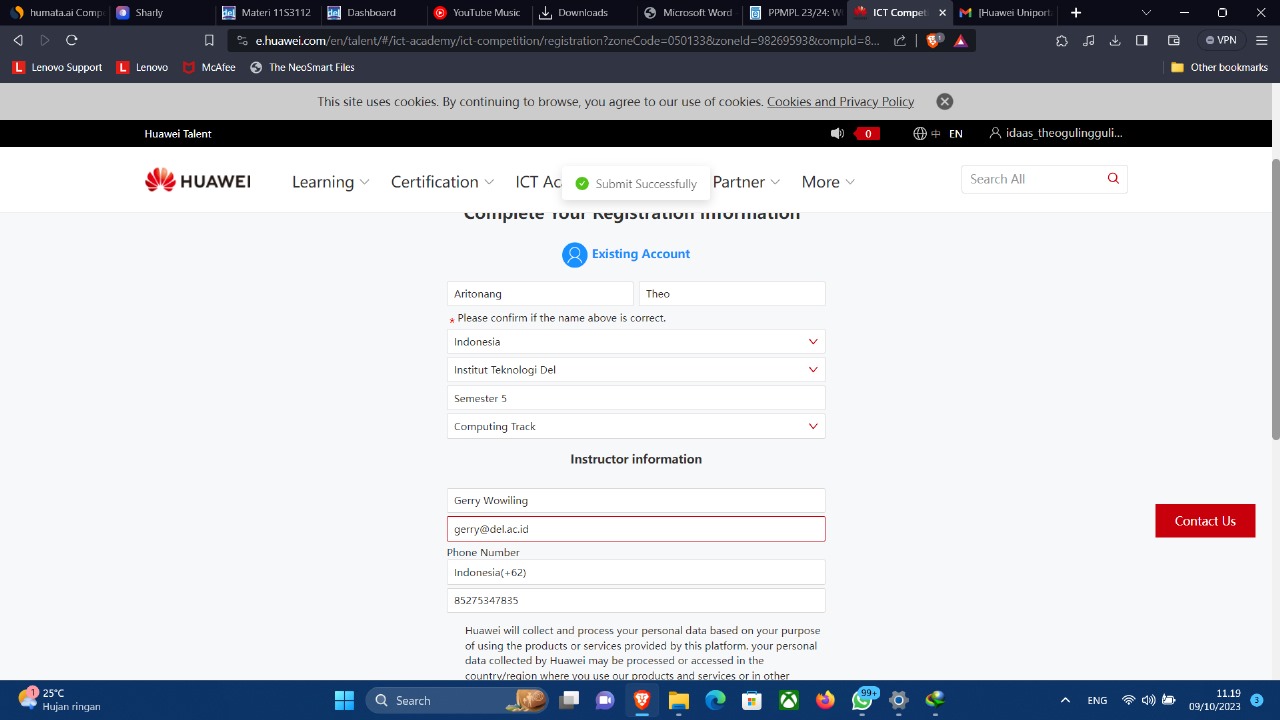 humata.ai Comp
Sharly
Materi 11S3112
Dashboard
YouTube Music
Downloads
Microsoft Word
PPMPL 23/24: W
ICT Compet
[Huawei Uniport
e.huawei.com/en/talent/#/ict-academy/ict-competition/registration?zoneCode=050133&zoneId=98269593&compId=8...
1
VPN
Lenovo Support
Lenovo
McAfee
The NeoSmart Files
Other bookmarks
This site uses cookies. By continuing to browse, you agree to our use of cookies. Cookies and Privacy Policy
Huawei Talent
0
中 EN
idaas_theogulingguli...
HUAWEI
Learning
Certification
ICT Ac
Submit Successfully
Partner
More
Search All
Complete Your Registration Information
Existing Account
Aritonang
Theo
* Please confirm if the name above is correct.
Indonesia
Institut Teknologi Del
Semester 5
Computing Track
Instructor information
Gerry Wowiling
gerry@del.ac.id
Contact Us
Phone Number
Indonesia(+62)
85275347835
Huawei will collect and process your personal data based on your purpose
of using the products or services provided by this platform. your personal
data collected by Huawei may be processed or accessed in the
country/region where you use our products and services or in other
1
25°C
Hujan ringan
Search
99+
ENG
11.19
09/10/2023
3